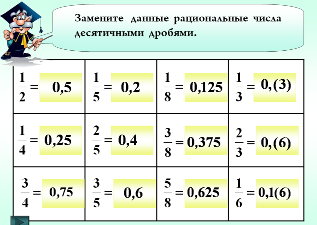 Замените данные рациональные числа
десятичными дробями.
1/2 = 0,5 1/5 = 0,2 1/8 = 0,125 1/3 = 0,(3)
1/4 = 0,25 2/5 = 0,4 3/8 = 0,375 2/3 = 0,(6)
3/4 = 0,75 3/5 = 0,6 5/8 = 0,625 1/6 = 0,1(6)